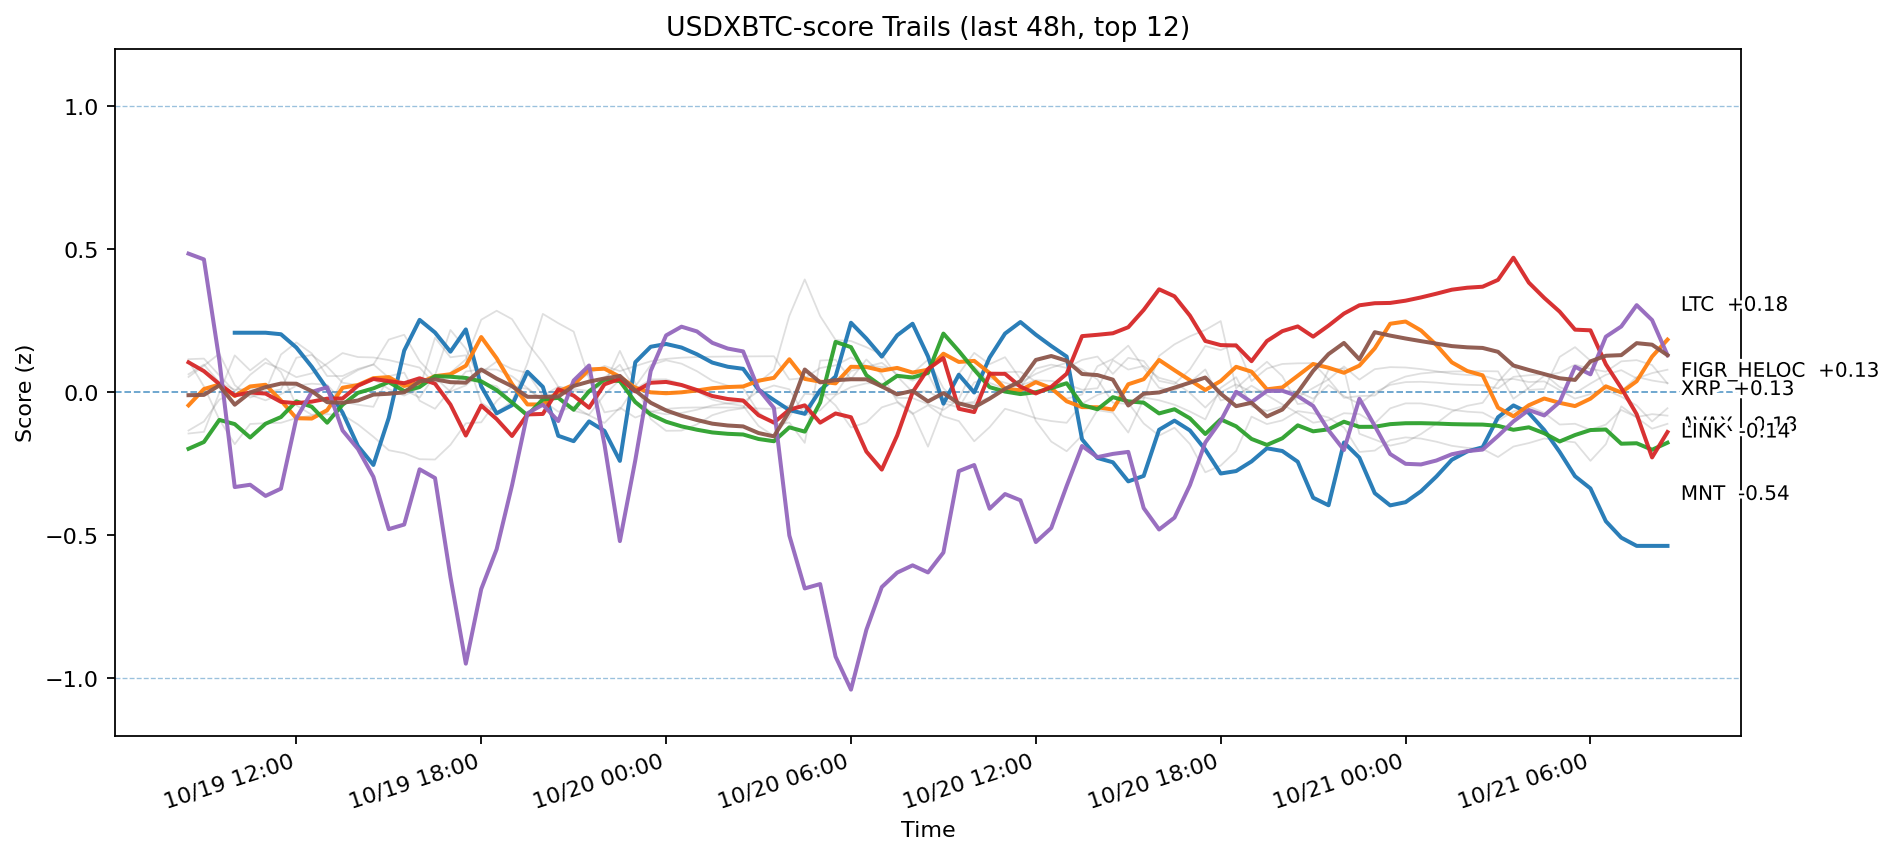 USDXBTC-score Trails (last 48h, top 12)
Score (z)
1.0
0.5
0.0
−0.5
−1.0
LTC +0.18
FIGR_HELOC +0.13
XRP +0.13
LINK -0.14
MNT -0.54
10/19 12:00
10/19 18:00
10/20 00:00
10/20 06:00
10/20 12:00
10/20 18:00
10/21 00:00
10/21 06:00
Time